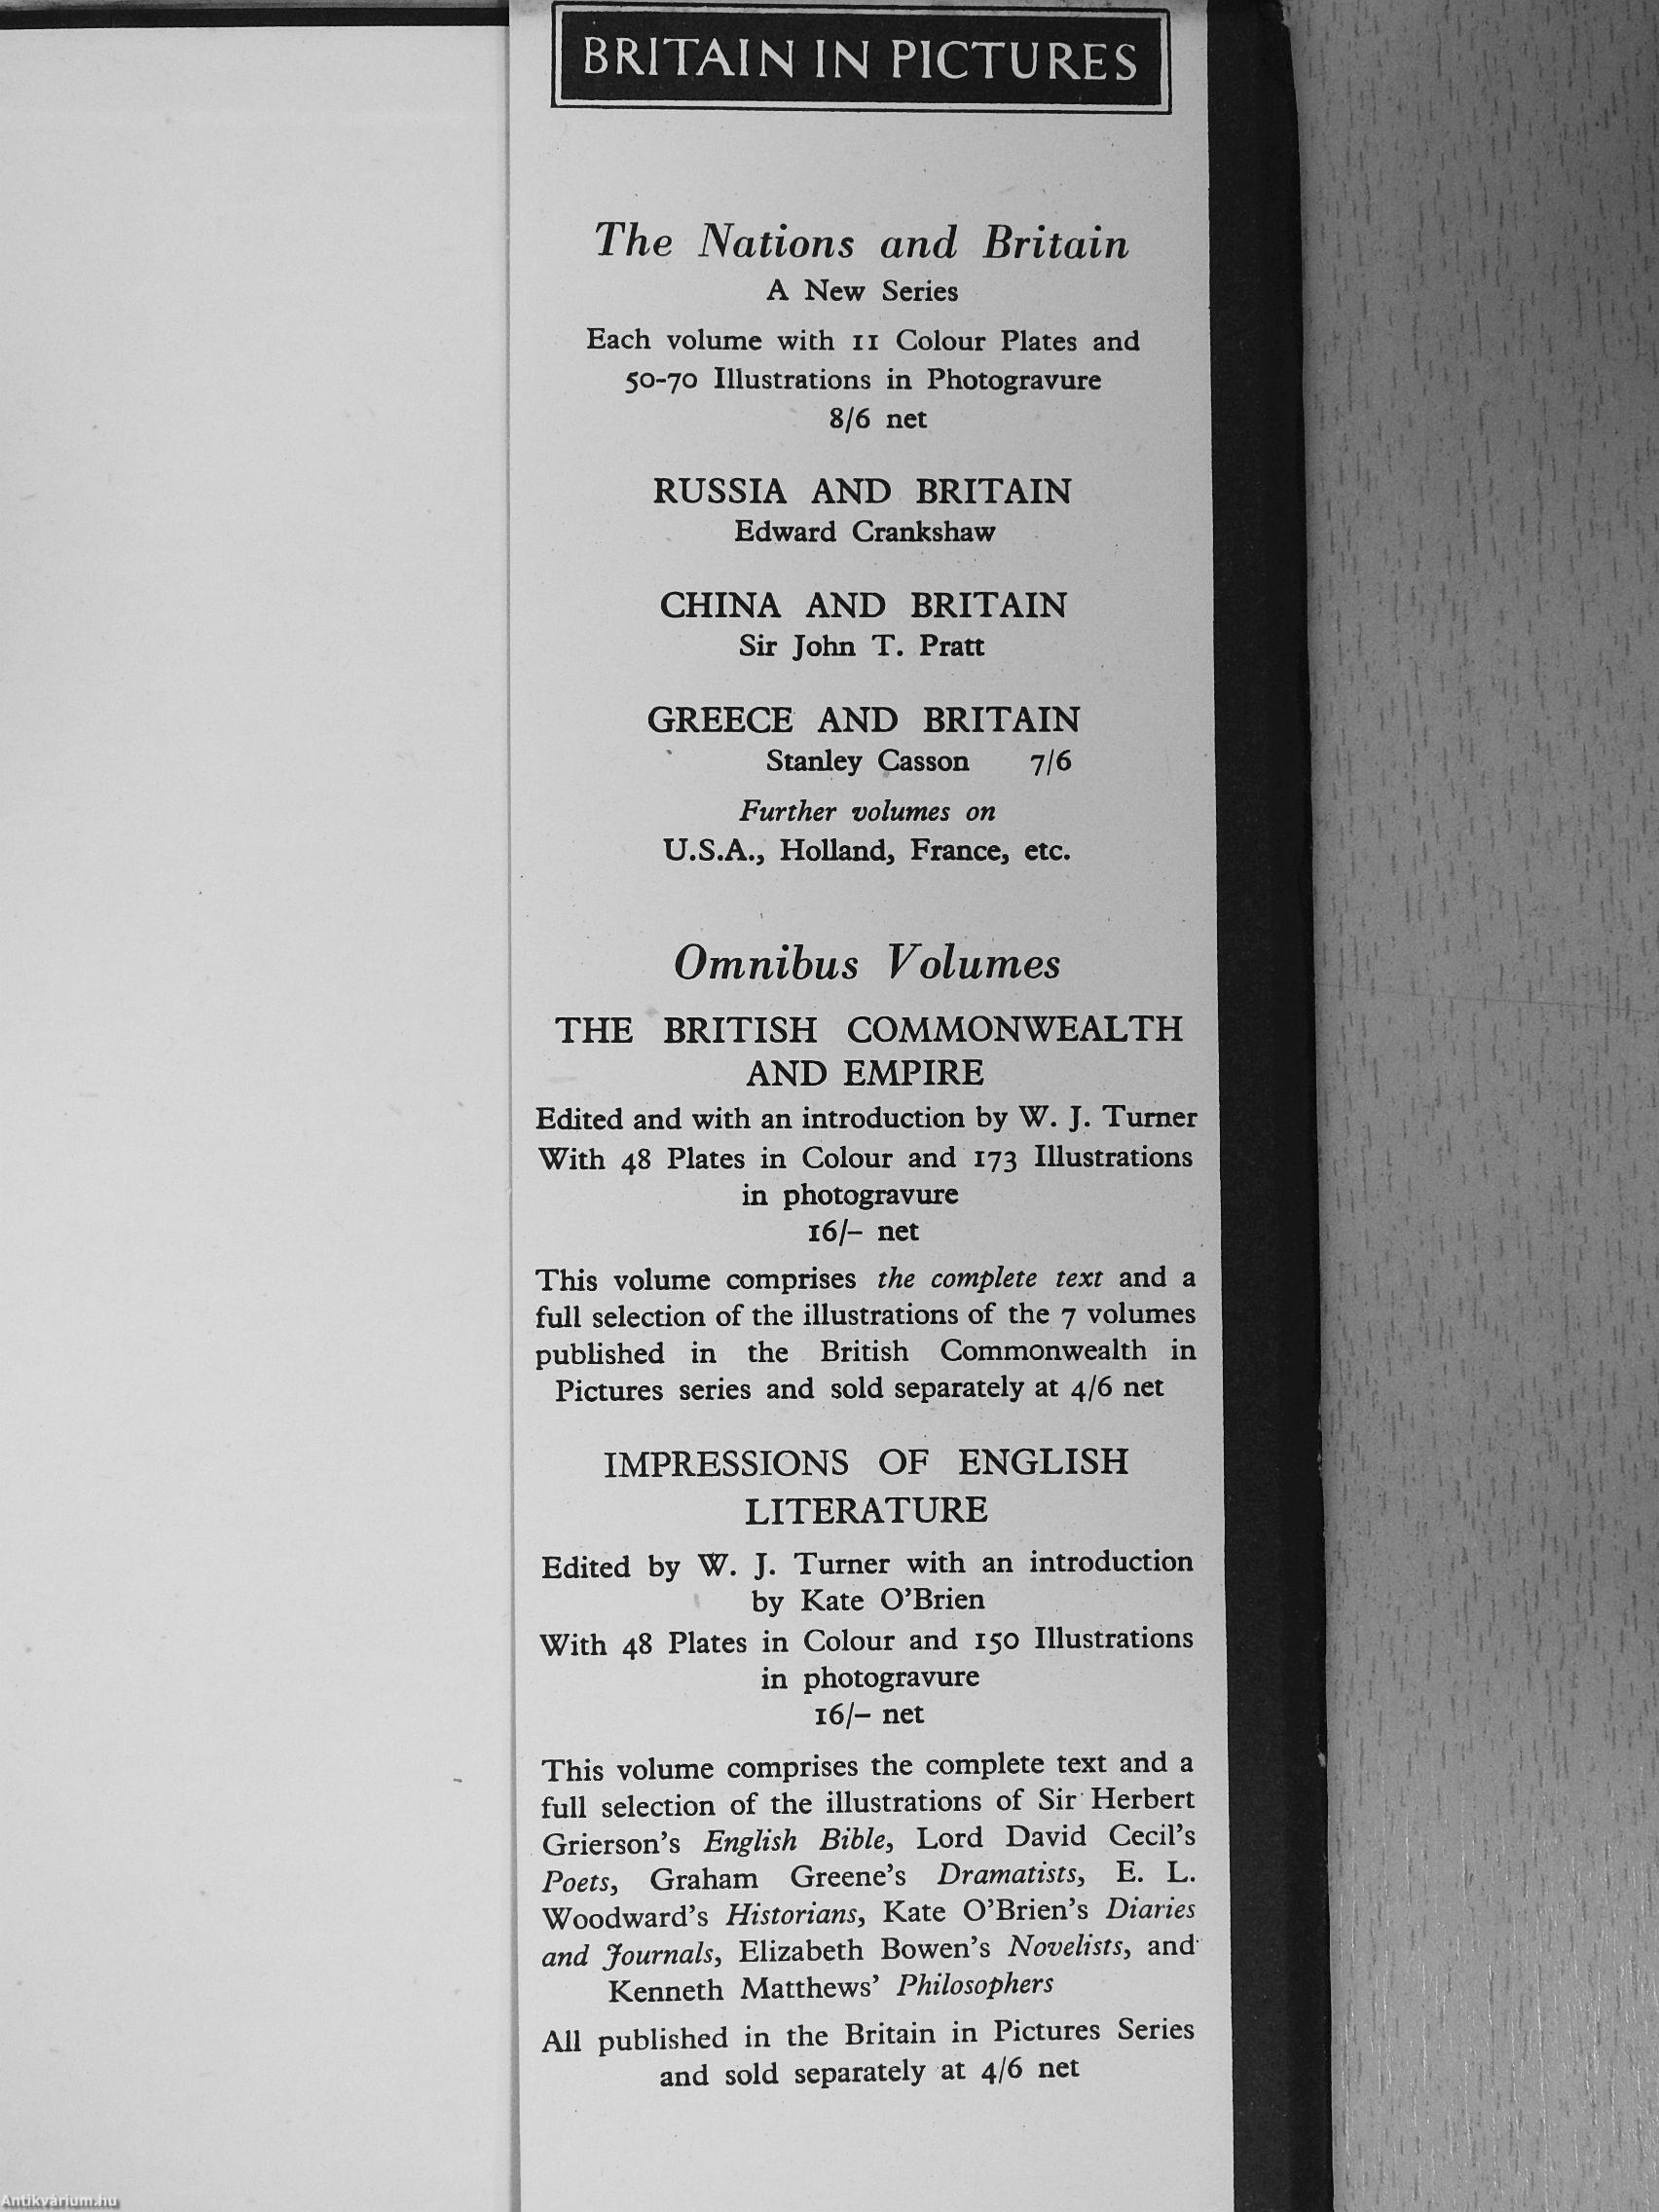 BRITAIN IN PICTURES
The Nations and Britain
A New Series
Each volume with 11 Colour Plates and
50-70 Illustrations in Photogravure
8/6 net
RUSSIA AND BRITAIN
Edward Crankshaw
CHINA AND BRITAIN
Sir John T. Pratt
GREECE AND BRITAIN
Stanley Casson 7/6
Further volumes on
U.S.A., Holland, France, etc.
Omnibus Volumes
THE BRITISH COMMONWEALTH
AND EMPIRE
Edited and with an introduction by W. J. Turner
With 48 Plates in Colour and 173 Illustrations
in photogravure
16/– net
This volume comprises the complete text and a
full selection of the illustrations of the 7 volumes
published in the British Commonwealth in
Pictures series and sold separately at 4/6 net
IMPRESSIONS OF ENGLISH
LITERATURE
Edited by W. J. Turner with an introduction
by Kate O'Brien
With 48 Plates in Colour and 150 Illustrations
in photogravure
16/– net
This volume comprises the complete text and a
full selection of the illustrations of Sir Herbert
Grierson's English Bible, Lord David Cecil's
Poets, Graham Greene's Dramatists, E. L.
Woodward's Historians, Kate O'Brien's Diaries
and Journals, Elizabeth Bowen's Novelists, and
Kenneth Matthews' Philosophers
All published in the Britain in Pictures Series
and sold separately at 4/6 net
Antikvárium.hu